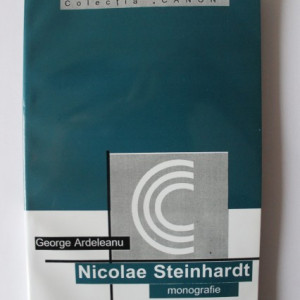 Colecția „CANON"
George Ardeleanu
Nicolae Steinhardt
monografie